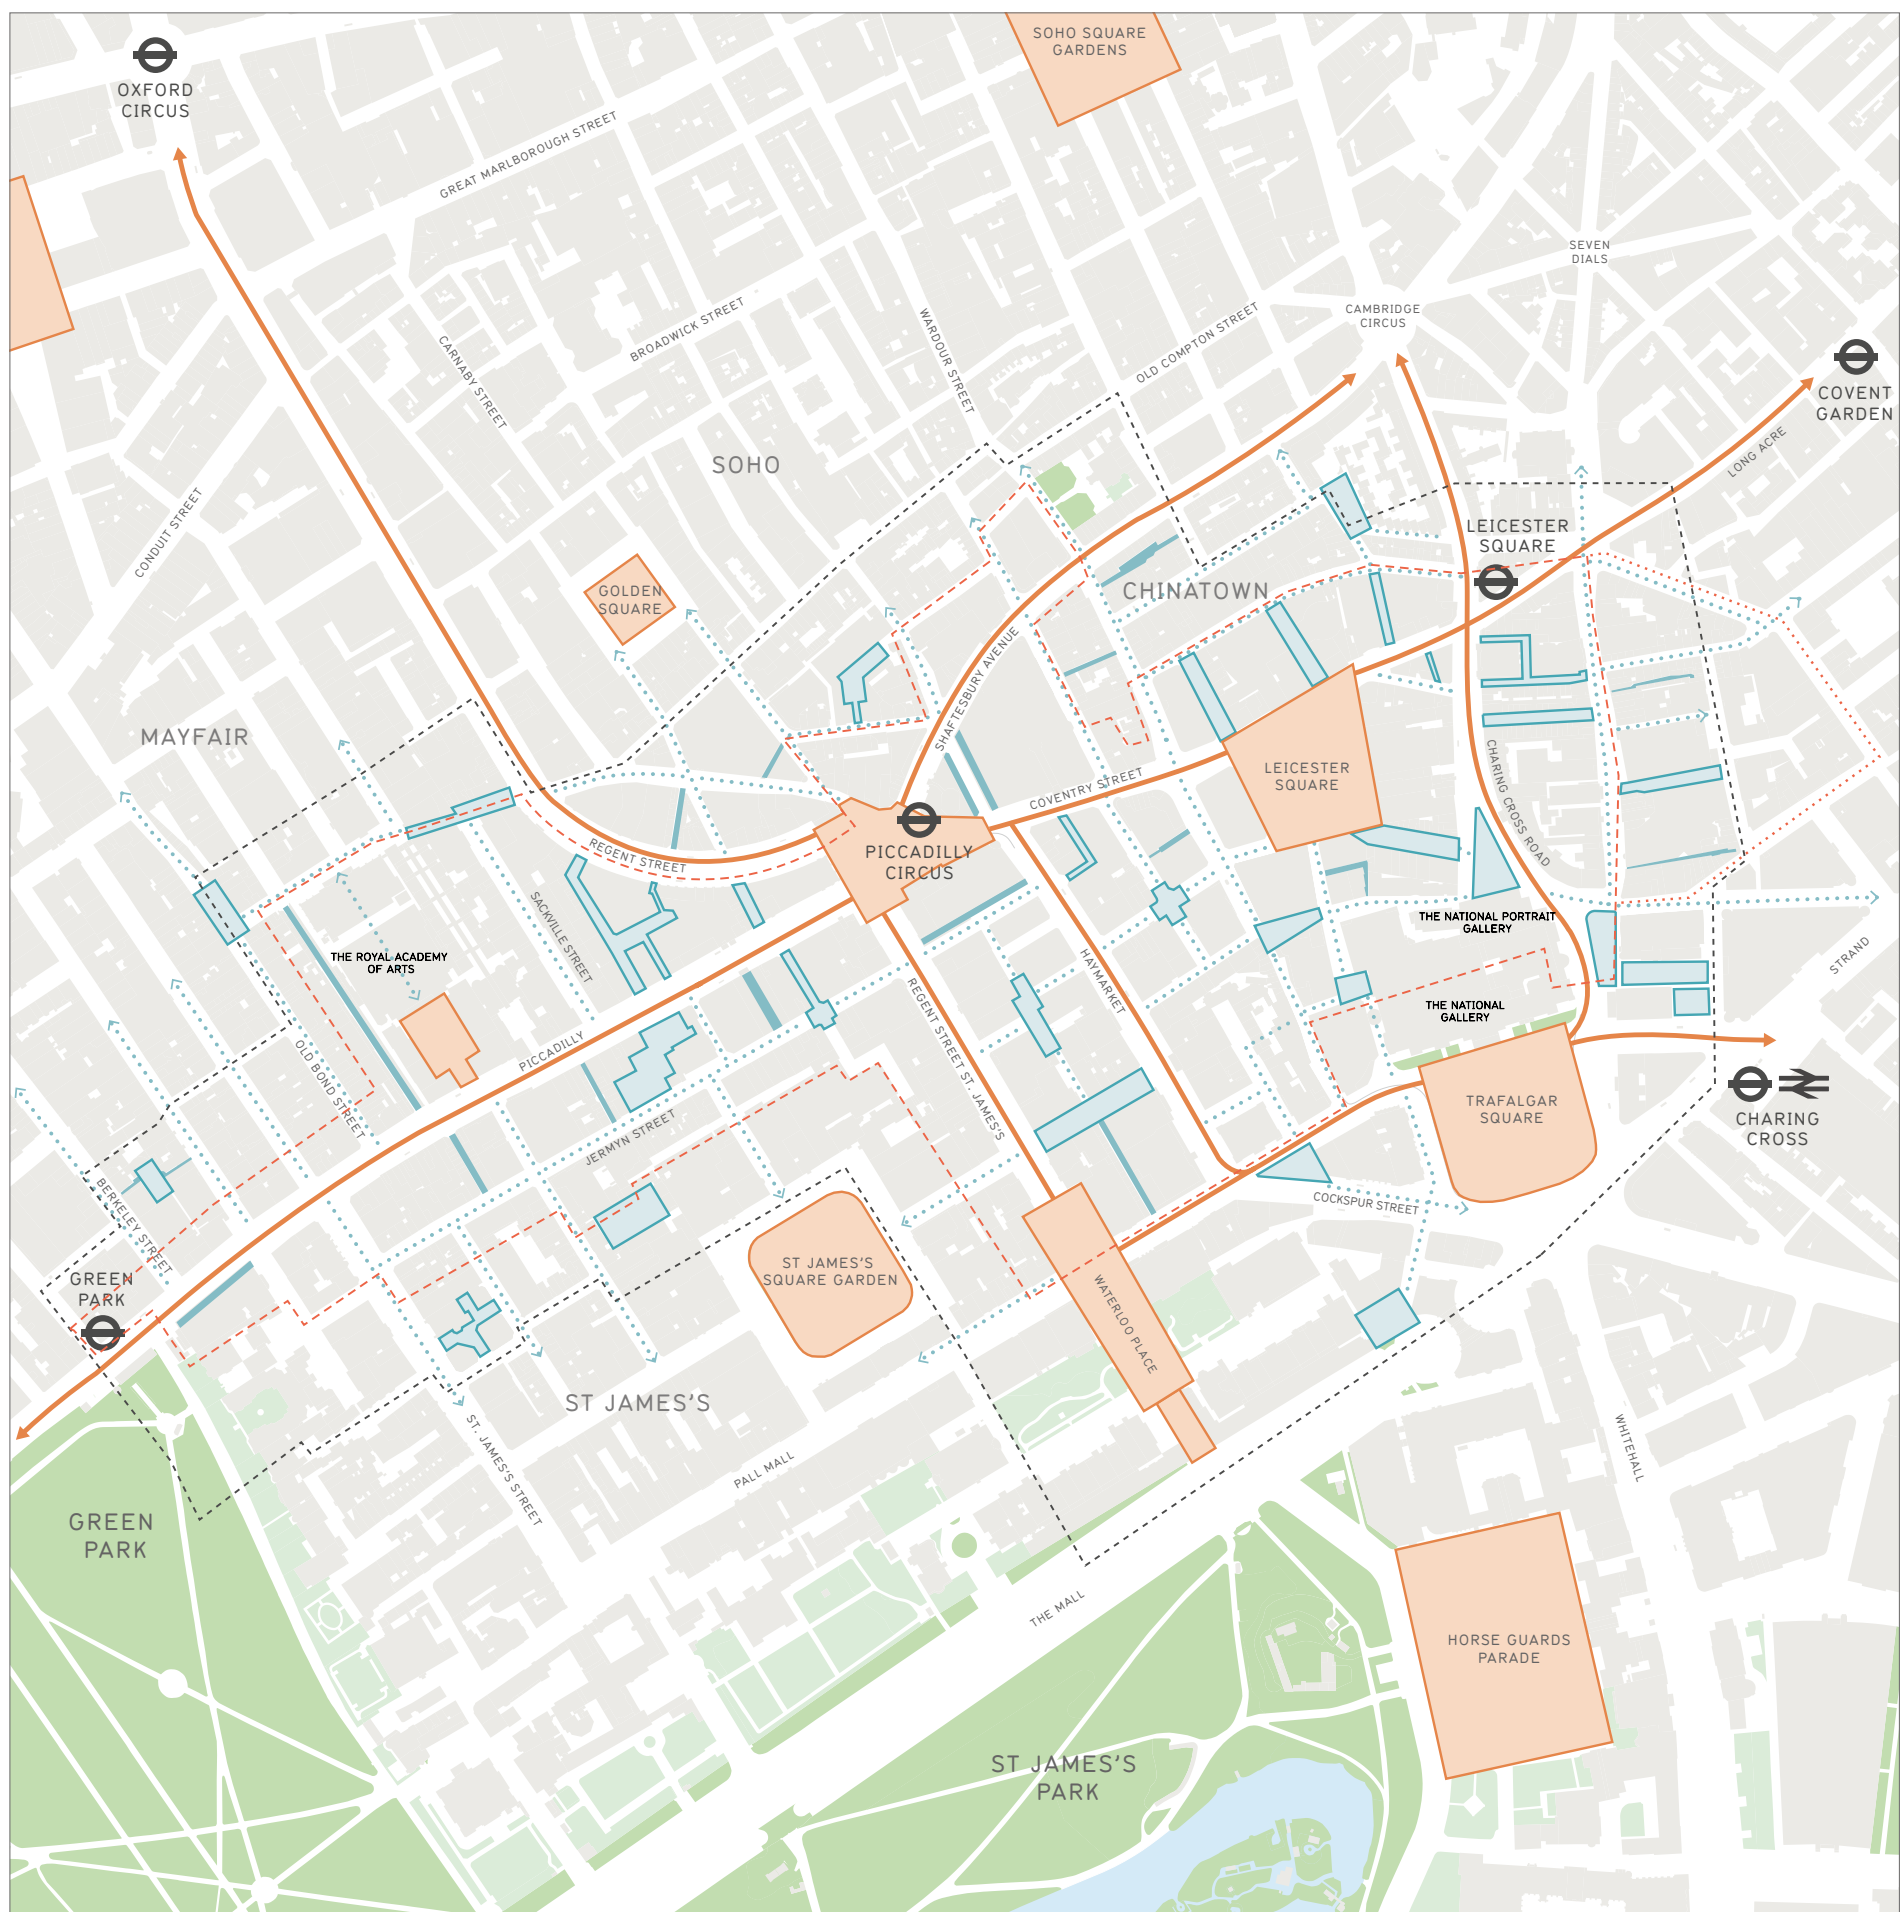 SOHO SQUARE
GARDENS
OXFORD
CIRCUS
GREAT MARLBOROUGH STREET
SEVEN
DIALS
CAMBRIDGE
CIRCUS
BROADWICK STREET
WARDOUR STREET
OLD COMPTON STREET
CARNABY STREET
COVENT
GARDEN
LONG ACRE
SOHO
CONDUIT STREET
LEICESTER
SQUARE
CHINATOWN
GOLDEN
SQUARE
SHAFTESBURY AVENUE
MAYFAIR
LEICESTER
SQUARE
COVENTRY STREET
CHARING CROSS ROAD
REGENT STREET
PICCADILLY
CIRCUS
SACKVILLE STREET
THE NATIONAL PORTRAIT
GALLERY
THE ROYAL ACADEMY
OF ARTS
STRAND
HAYMARKET
THE NATIONAL
GALLERY
REGENT STREET ST. JAMES'S
PICCADILLY
OLD BOND STREET
TRAFALGAR
SQUARE
CHARING
CROSS
JERMYN STREET
BERKELEY STREET
COCKSPUR STREET
ST JAMES'S
SQUARE GARDEN
GREEN
PARK
WATERLOO PLACE
ST JAMES'S
ST. JAMES'S STREET
PALL MALL
WHITEHALL
GREEN
PARK
THE MALL
HORSE GUARDS
PARADE
ST JAMES'S
PARK